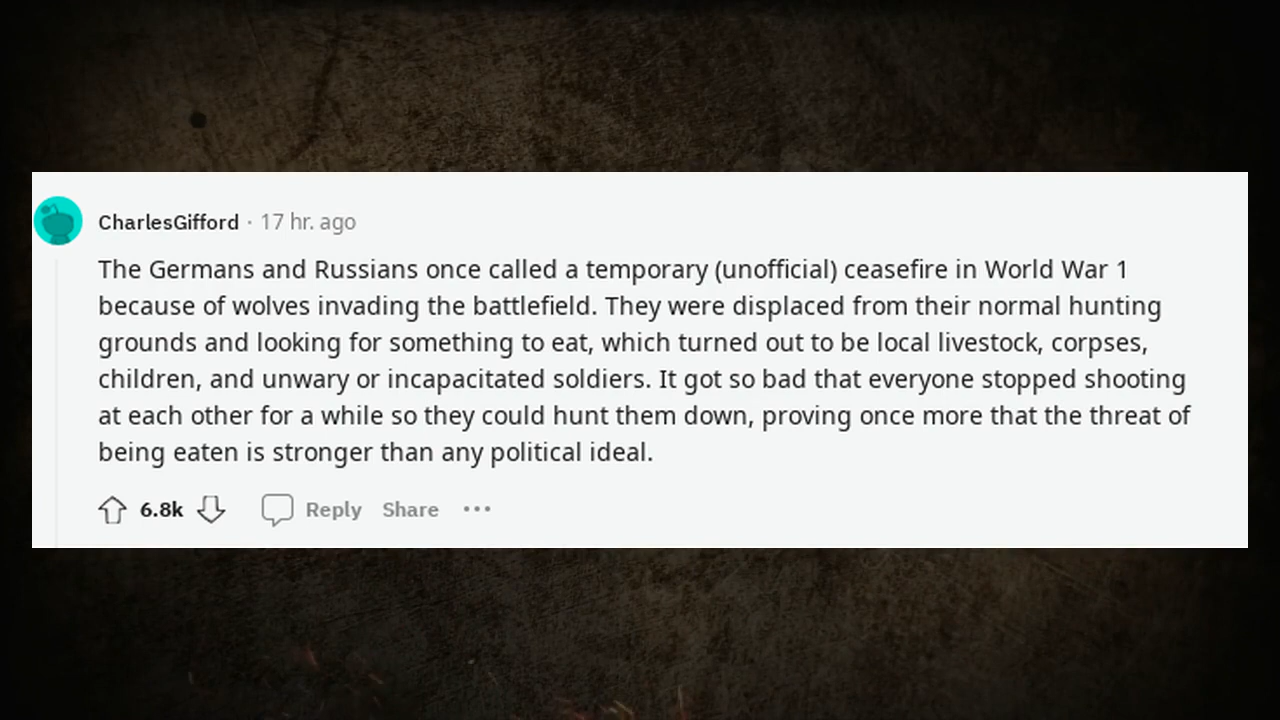 CharlesGifford · 17 hr. ago
The Germans and Russians once called a temporary (unofficial) ceasefire in World War 1
because of wolves invading the battlefield. They were displaced from their normal hunting
grounds and looking for something to eat, which turned out to be local livestock, corpses,
children, and unwary or incapacitated soldiers. It got so bad that everyone stopped shooting
at each other for a while so they could hunt them down, proving once more that the threat of
being eaten is stronger than any political ideal.
6.8k Reply Share